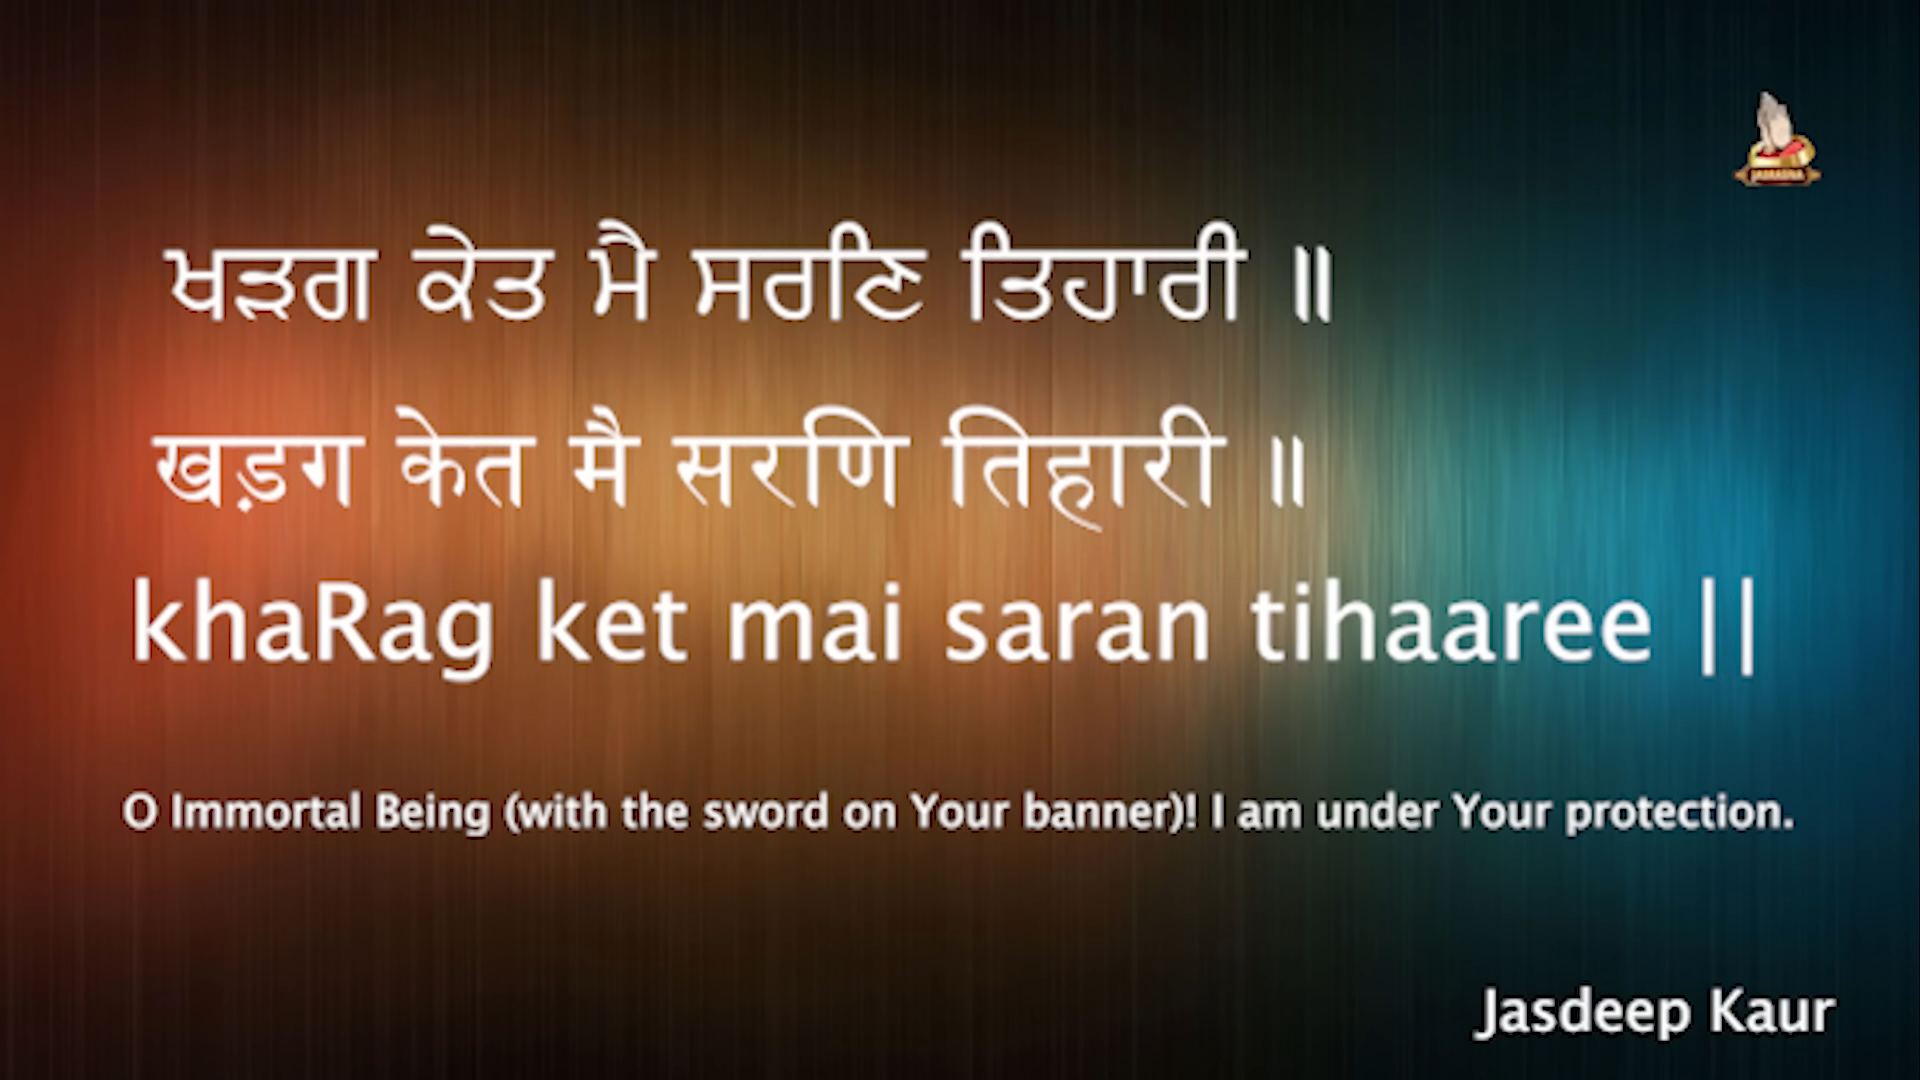 ਖੜਗ ਕੇਤ ਮੈ ਸਰਣਿ ਤਿਹਾਰੀ ॥
खड़ग केत मै सरणि तिहारी ॥
khaRag ket mai saran tihaaree ||
O Immortal Being (with the sword on Your banner)! I am under Your protection.
Jasdeep Kaur